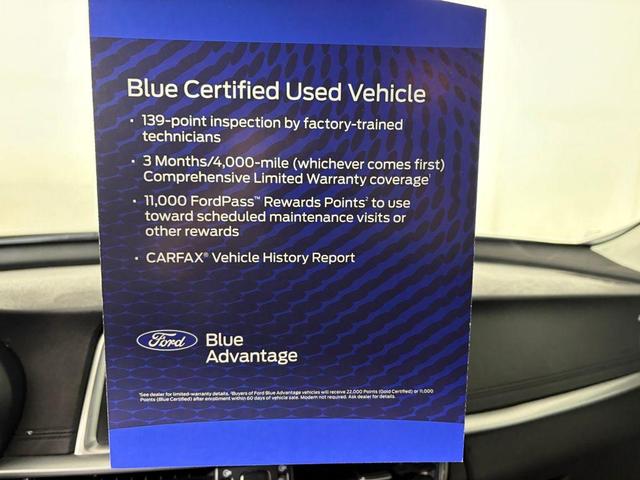 Blue Certified Used Vehicle
· 139-point inspection by factory-trained
technicians
· 3 Months/4,000-mile (whichever comes first)
Comprehensive Limited Warranty coverage¹
· 11,000 FordPass™ Rewards Points² to use
toward scheduled maintenance visits or
other rewards
· CARFAX® Vehicle History Report
Ford
Blue
Advantage
¹See dealer for limited-warranty details. ²Buyers of Ford Blue Advantage vehicles will receive 22,000 Points (Gold Certified) or 11,000
Points (Blue Certified) after enrollment within 60 days of vehicle sale. Modem not required. Ask dealer for details.